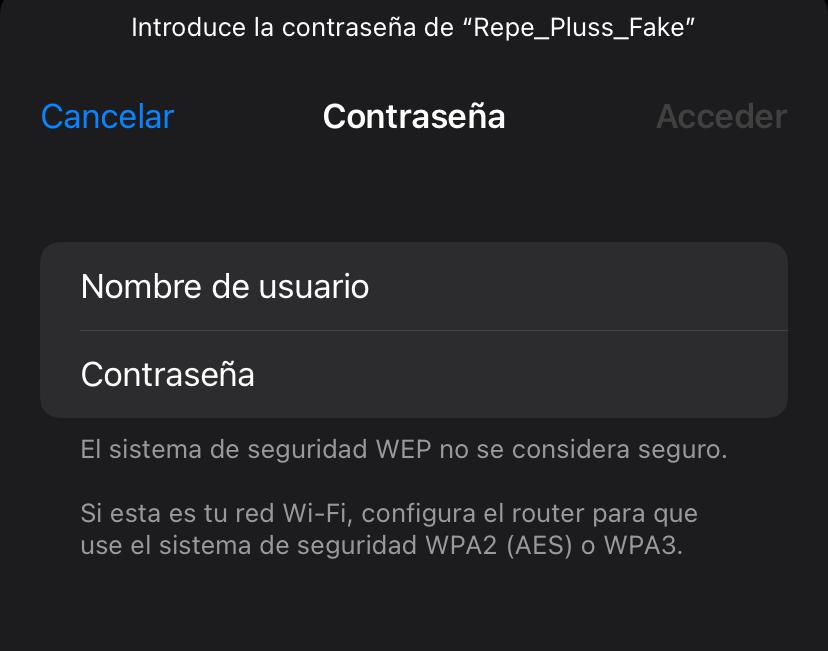 Introduce la contraseña de “Repe_Pluss_Fake”
Cancelar Contraseña Acceder
Nombre de usuario
Contraseña
El sistema de seguridad WEP no se considera seguro.
Si esta es tu red Wi-Fi, configura el router para que
use el sistema de seguridad WPA2 (AES) o WPA3.